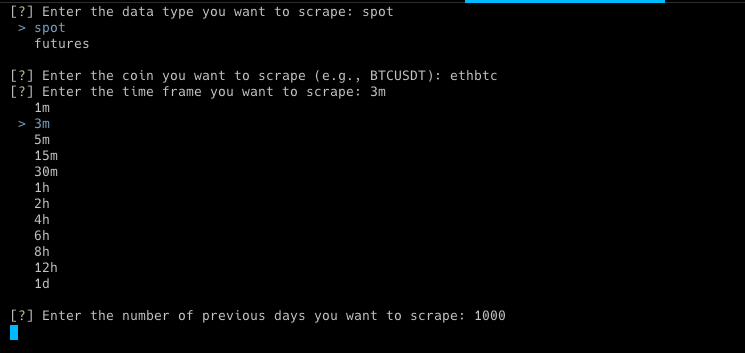 [?] Enter the data type you want to scrape: spot
> spot
futures
[?] Enter the coin you want to scrape (e.g., BTCUSDT): ethbtc
[?] Enter the time frame you want to scrape: 3m
1m
> 3m
5m
15m
30m
1h
2h
4h
6h
8h
12h
1d
[?] Enter the number of previous days you want to scrape: 1000